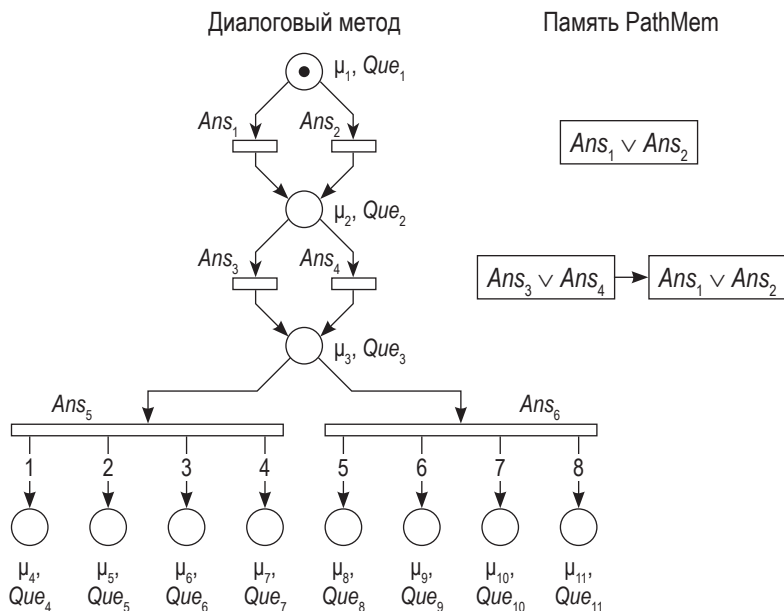 Диалоговый метод Память PathMem
μ₁, Que₁
Ans₁ Ans₂
Ans₁ ∨ Ans₂
μ₂, Que₂
Ans₃ Ans₄
Ans₃ ∨ Ans₄ Ans₁ ∨ Ans₂
μ₃, Que₃
Ans₅ Ans₆
1 2 3 4 5 6 7 8
μ₄, μ₅, μ₆, μ₇, μ₈, μ₉, μ₁₀, μ₁₁,
Que₄ Que₅ Que₆ Que₇ Que₈ Que₉ Que₁₀ Que₁₁